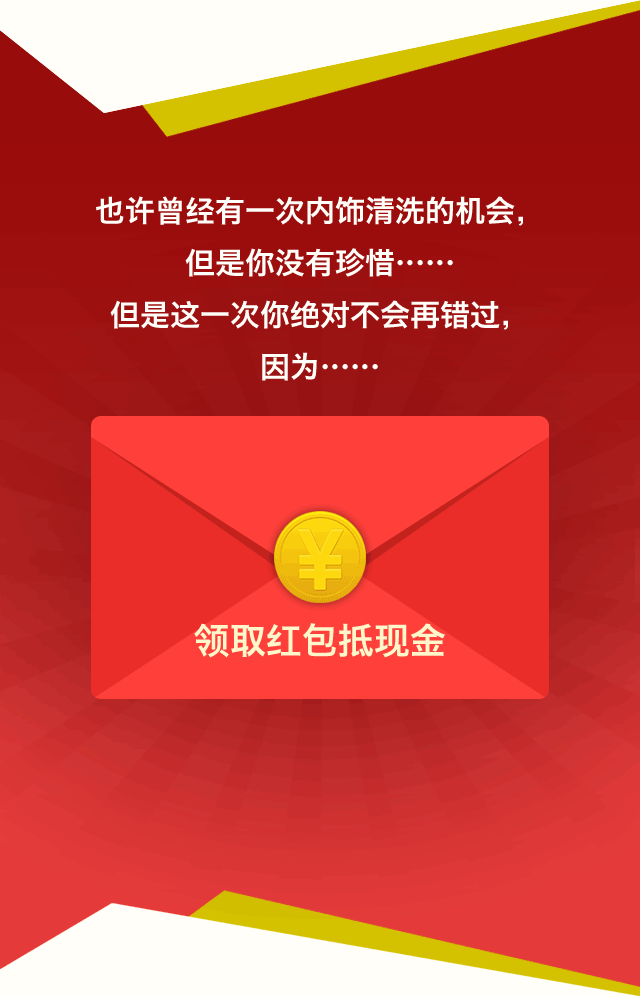 也许曾经有一次内饰清洗的机会，
但是你没有珍惜……
但是这一次你绝对不会再错过，
因为……
¥
领取红包抵现金